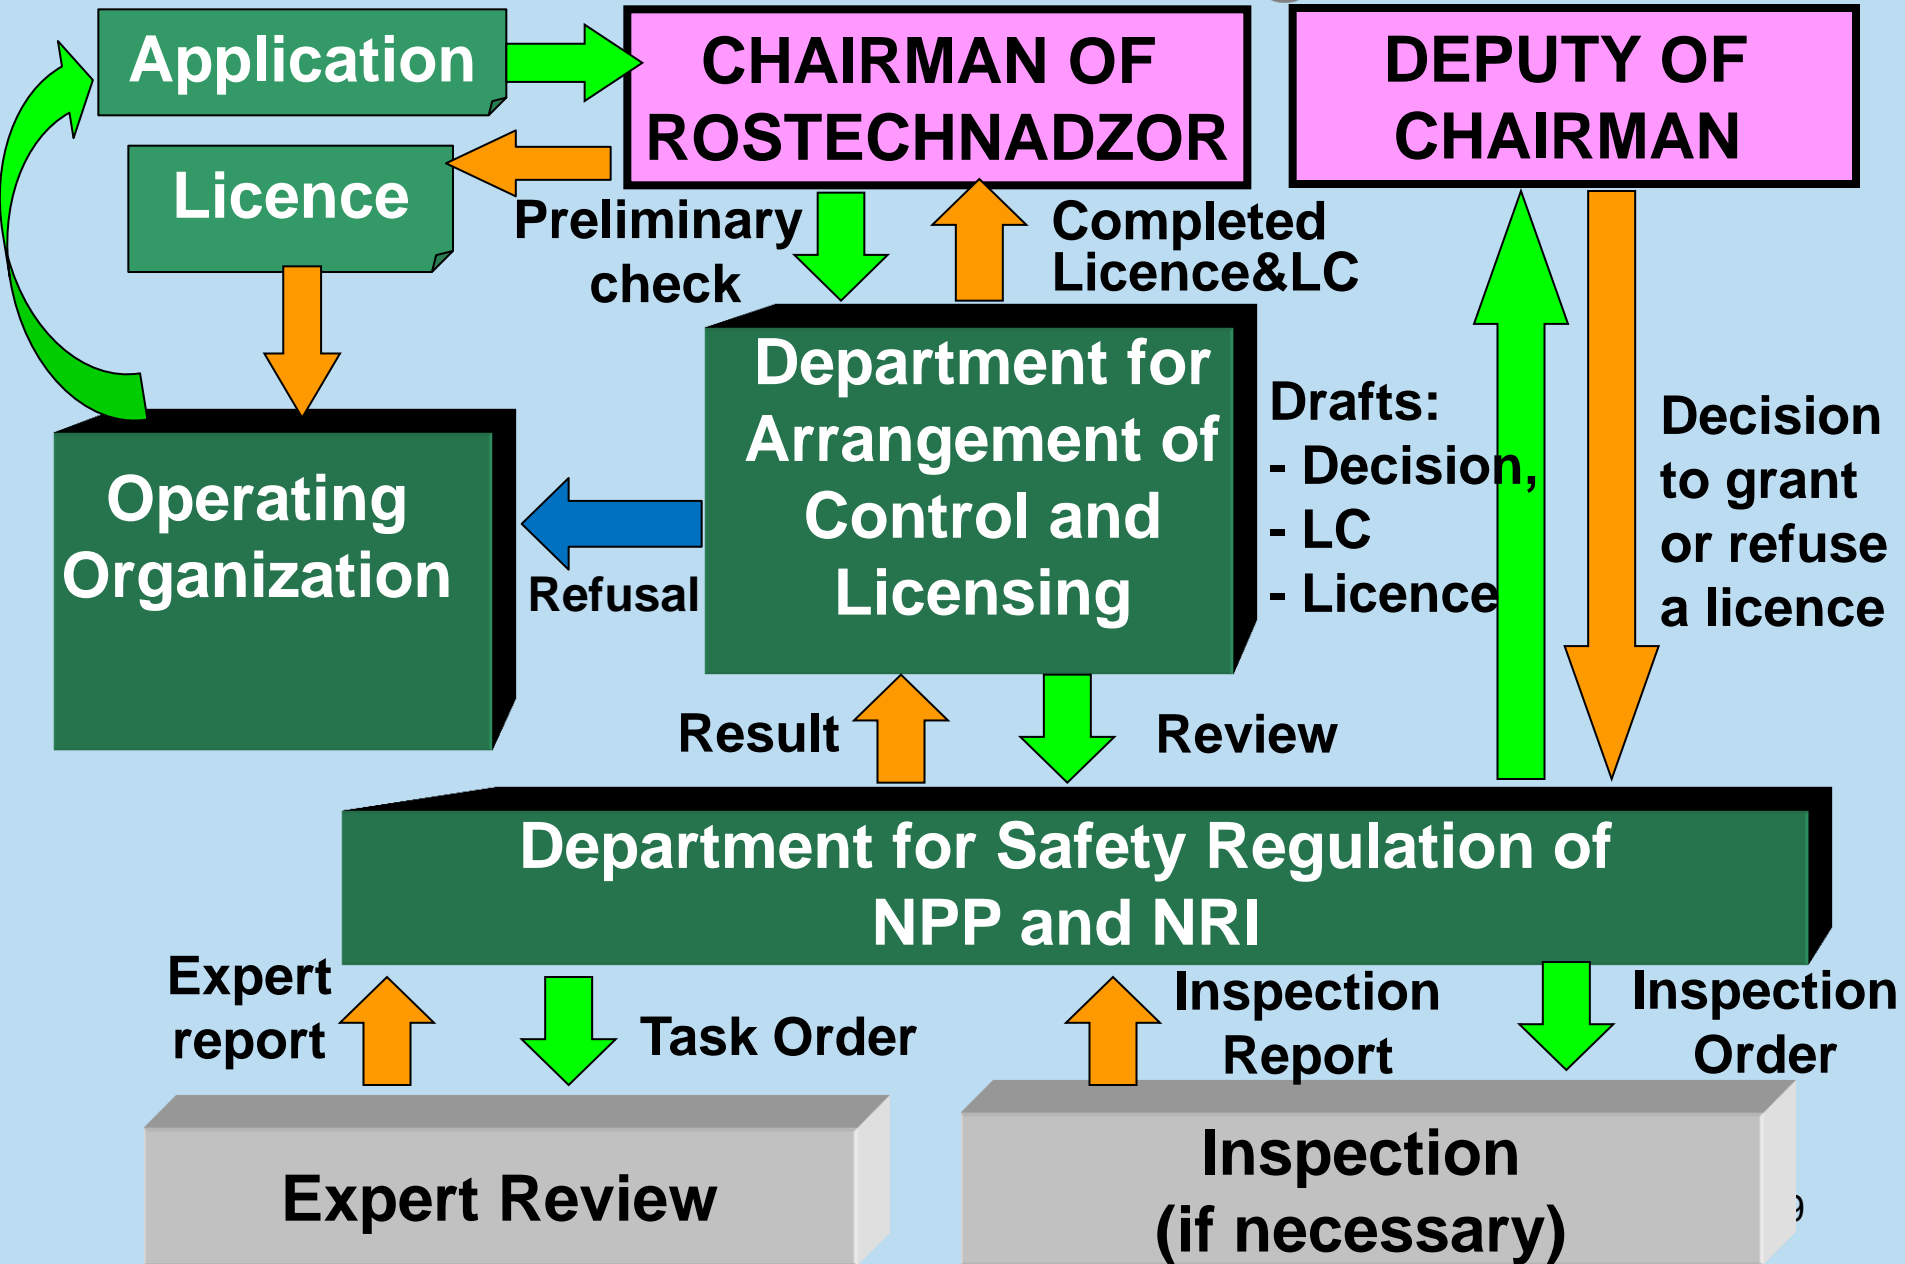 Application
CHAIRMAN OF
ROSTECHNADZOR
DEPUTY OF
CHAIRMAN
Licence
Preliminary
check
Completed
Licence&LC
Department for
Arrangement of
Control and
Licensing
Drafts:
- Decision,
- LC
- Licence
Decision
to grant
or refuse
a licence
Operating
Organization
Refusal
Result
Review
Department for Safety Regulation of
NPP and NRI
Expert
report
Task Order
Inspection
Report
Inspection
Order
Expert Review
Inspection
(if necessary)
9